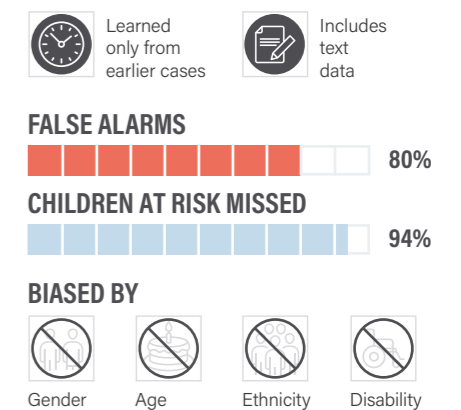 Learned
only from
earlier cases
Includes
text
data
FALSE ALARMS
80%
CHILDREN AT RISK MISSED
94%
BIASED BY
Gender
Age
Ethnicity
Disability